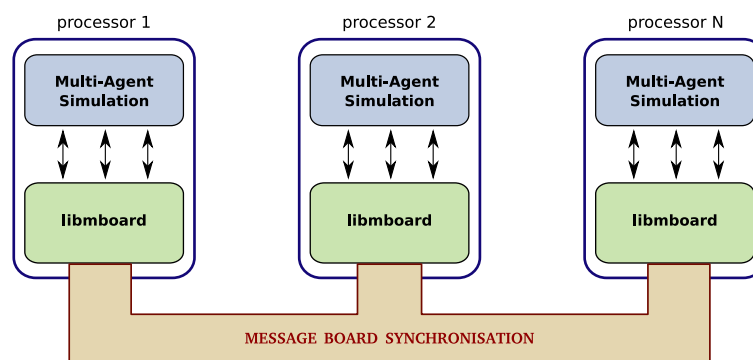 processor 1
processor 2
processor N
Multi-Agent
Simulation
Multi-Agent
Simulation
Multi-Agent
Simulation
libmboard
libmboard
libmboard
MESSAGE BOARD SYNCHRONISATION